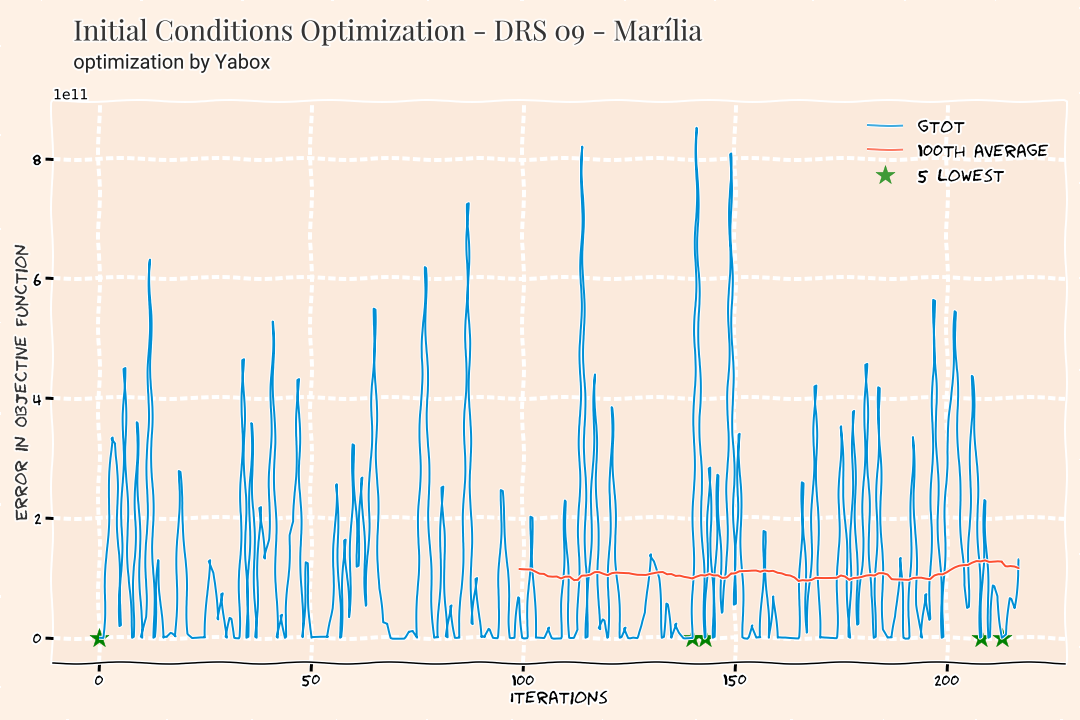 Initial Conditions Optimization - DRS 09 - Marília
optimization by Yabox
1e11
GTOT
100TH AVERAGE
5 LOWEST
8
6
4
2
0
ERROR IN OBJECTIVE FUNCTION
0 50 100 150 200
ITERATIONS